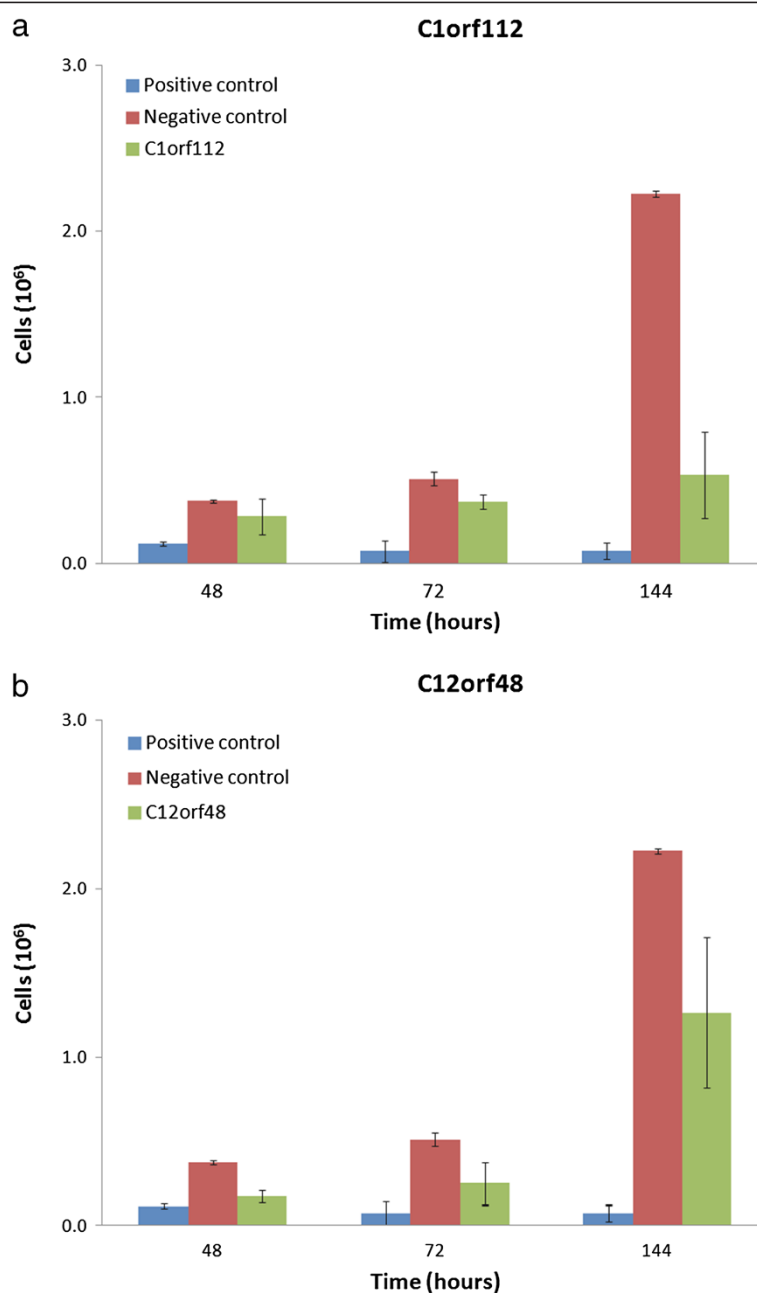 a
C1orf112
3.0
Positive control
Negative control
C1orf112
2.0
1.0
0.0
Cells (10⁶)
48 72 144
Time (hours)
b
C12orf48
3.0
Positive control
Negative control
C12orf48
2.0
1.0
0.0
Cells (10⁶)
48 72 144
Time (hours)